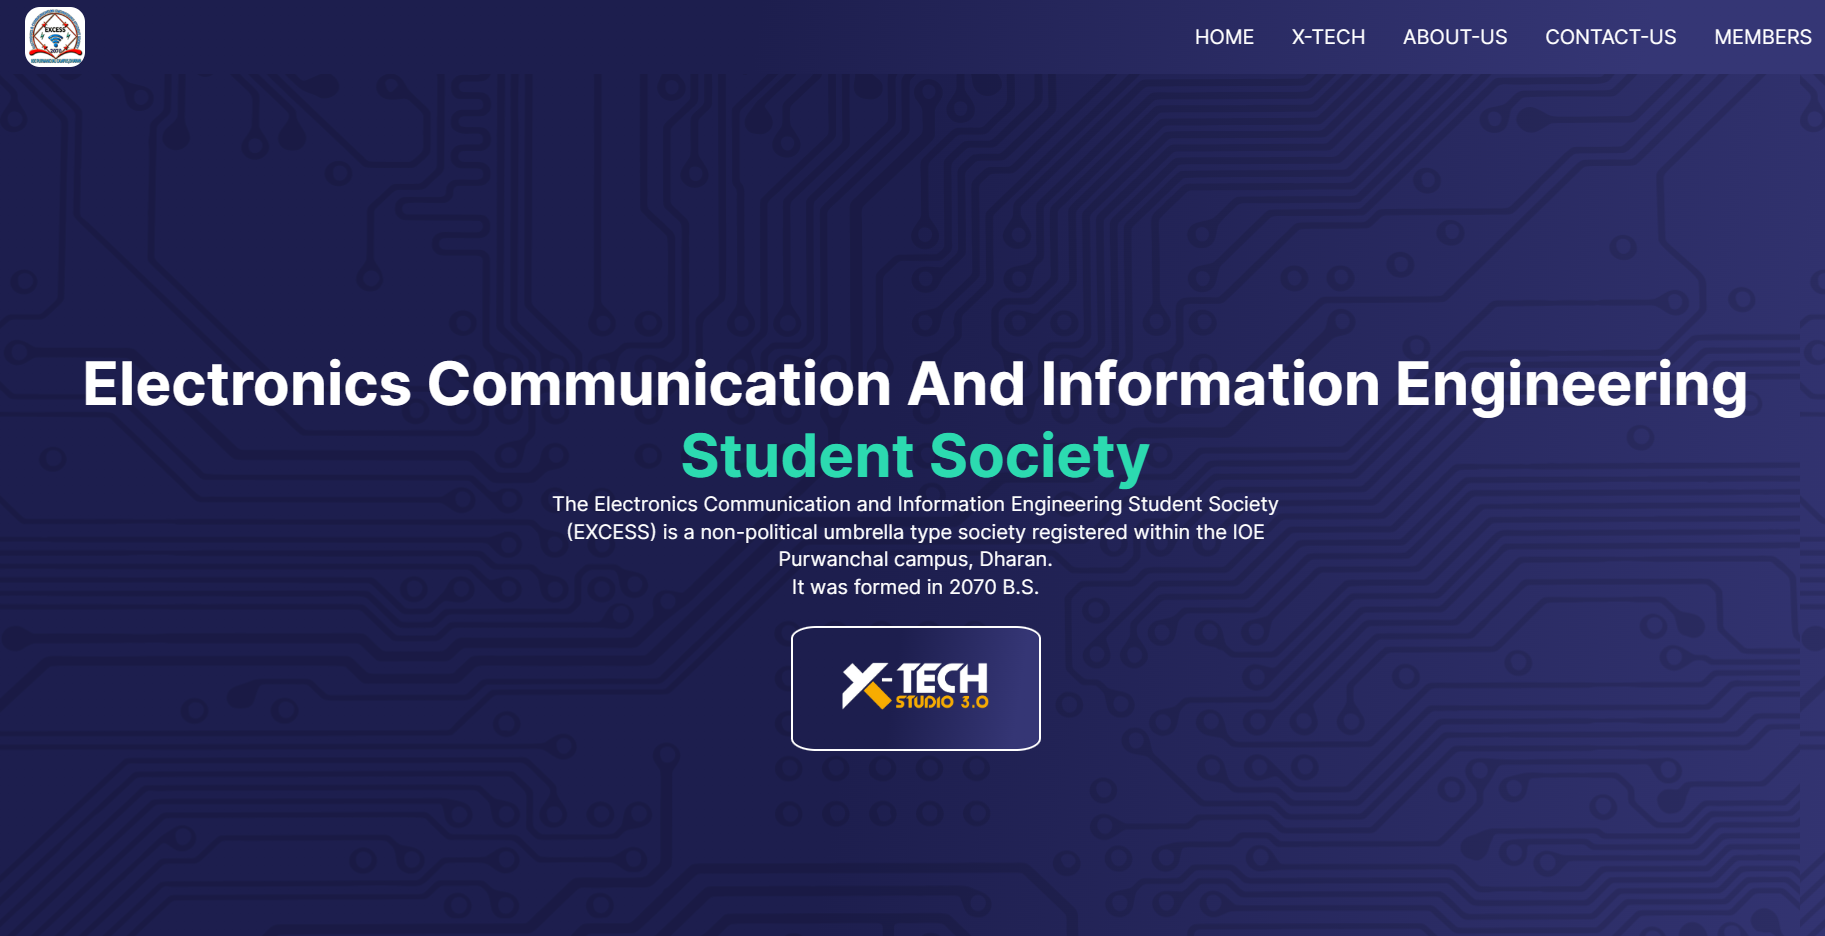 EXCESS
2070
HOME X-TECH ABOUT-US CONTACT-US MEMBERS
Electronics Communication And Information Engineering
Student Society
The Electronics Communication and Information Engineering Student Society
(EXCESS) is a non-political umbrella type society registered within the IOE
Purwanchal campus, Dharan.
It was formed in 2070 B.S.
X-TECH
STUDIO 3.0